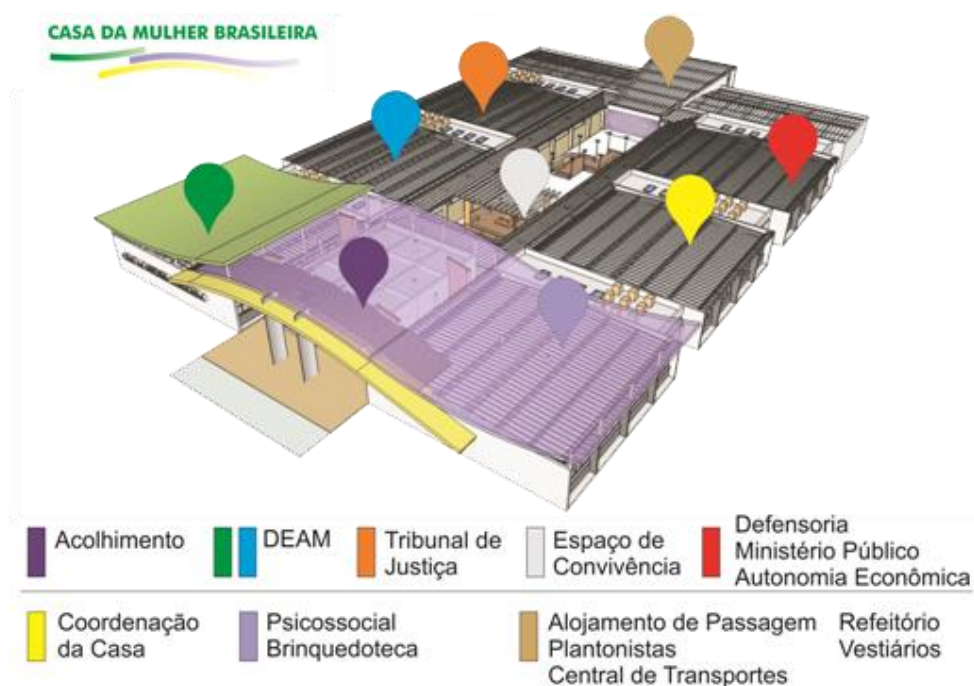 CASA DA MULHER BRASILEIRA
Acolhimento
DEAM
Tribunal de
Justiça
Espaço de
Convivência
Defensoria
Ministério Público
Autonomia Econômica
Coordenação
da Casa
Psicossocial
Brinquedoteca
Alojamento de Passagem
Plantonistas
Central de Transportes
Refeitório
Vestiários